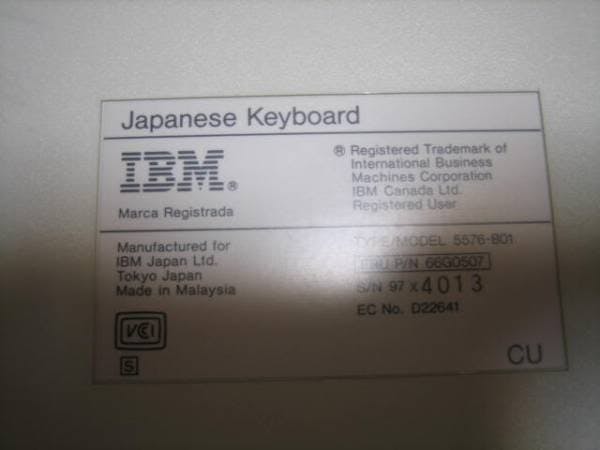 Japanese Keyboard
IBM®
Marca Registrada
® Registered Trademark of
International Business
Machines Corporation
IBM Canada Ltd.
Registered User
Manufactured for
IBM Japan Ltd.
Tokyo Japan
Made in Malaysia
TYPE/MODEL 5576-B01
FRU P/N 66G0507
S/N 97 X4013
EC No. D22641
VCI
S
CU